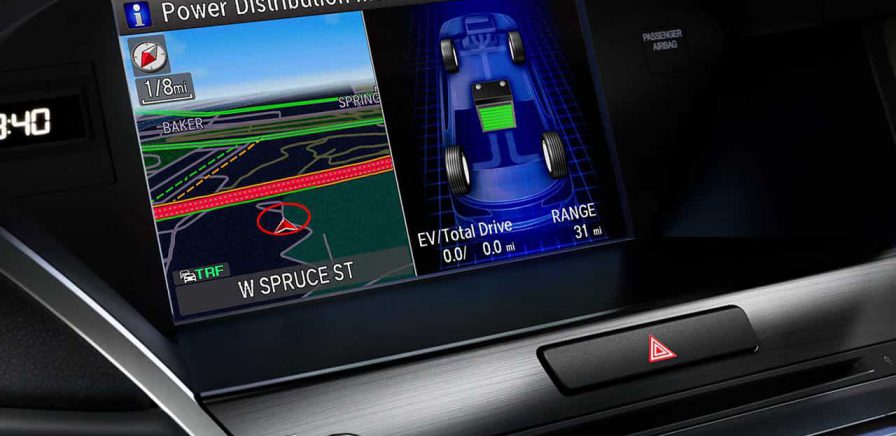 i Power Distribution
1/8mi
SPRING
BAKER
TRF
W SPRUCE ST
EV/Total Drive
0.0/ 0.0 mi
RANGE
31 mi
:40
PASSENGER
AIRBAG